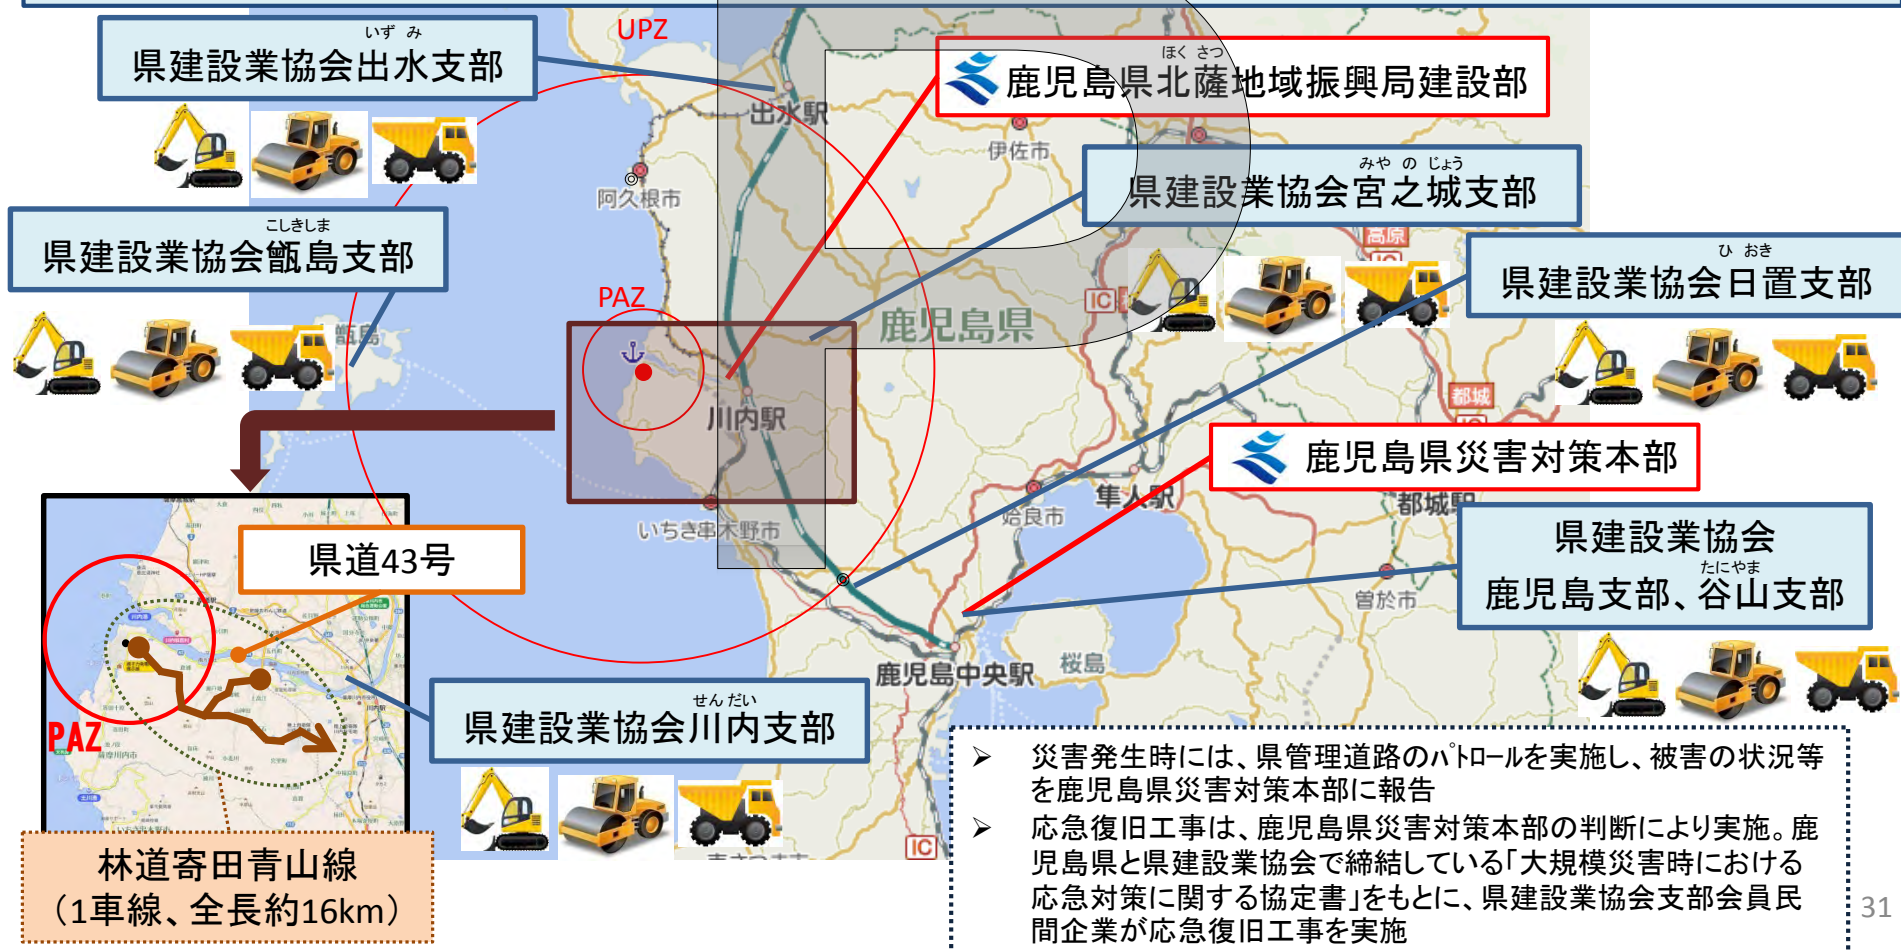 UPZ
いずみ
県建設業協会出水支部
ほくさつ
鹿児島県北薩地域振興局建設部
出水駅
伊佐市
阿久根市
みやのじょう
県建設業協会宮之城支部
こしきしま
県建設業協会甑島支部
高原
IC
ひおき
県建設業協会日置支部
PAZ
IC
鹿児島県
甑島
川内駅
都城
IC
鹿児島県災害対策本部
隼人駅
都城駅
姶良市
いちき串木野市
県道43号
県建設業協会
たにやま
鹿児島支部、谷山支部
曽於市
鹿児島中央駅
桜島
せんだい
県建設業協会川内支部
PAZ
川内駅
薩摩川内市
IC
林道寄田青山線
（1車線、全長約16km）
➢ 災害発生時には、県管理道路のパトロールを実施し、被害の状況等
を鹿児島県災害対策本部に報告
➢ 応急復旧工事は、鹿児島県災害対策本部の判断により実施。鹿
児島県と県建設業協会で締結している「大規模災害時における
応急対策に関する協定書」をもとに、県建設業協会支部会員民
間企業が応急復旧工事を実施
31